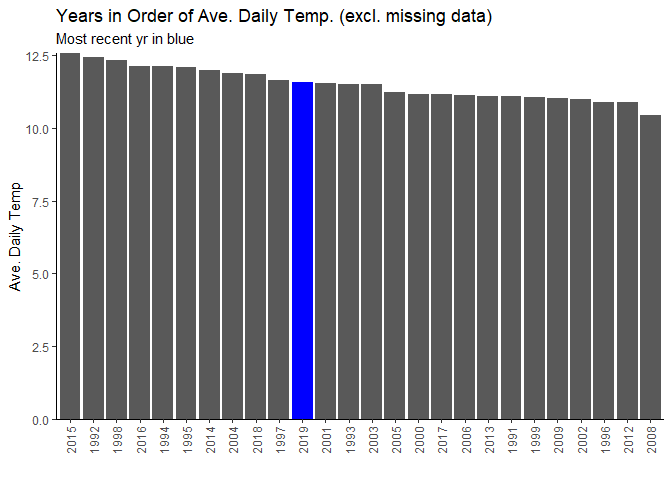 Years in Order of Ave. Daily Temp. (excl. missing data)
Most recent yr in blue
12.5
10.0
7.5
5.0
2.5
0.0
Ave. Daily Temp
2015 1992 1998 2016 1994 1995 2014 2004 2018 1997 2019 2001 1993 2003 2005 2000 2017 2006 2013 1991 1999 2009 2002 1996 2012 2008